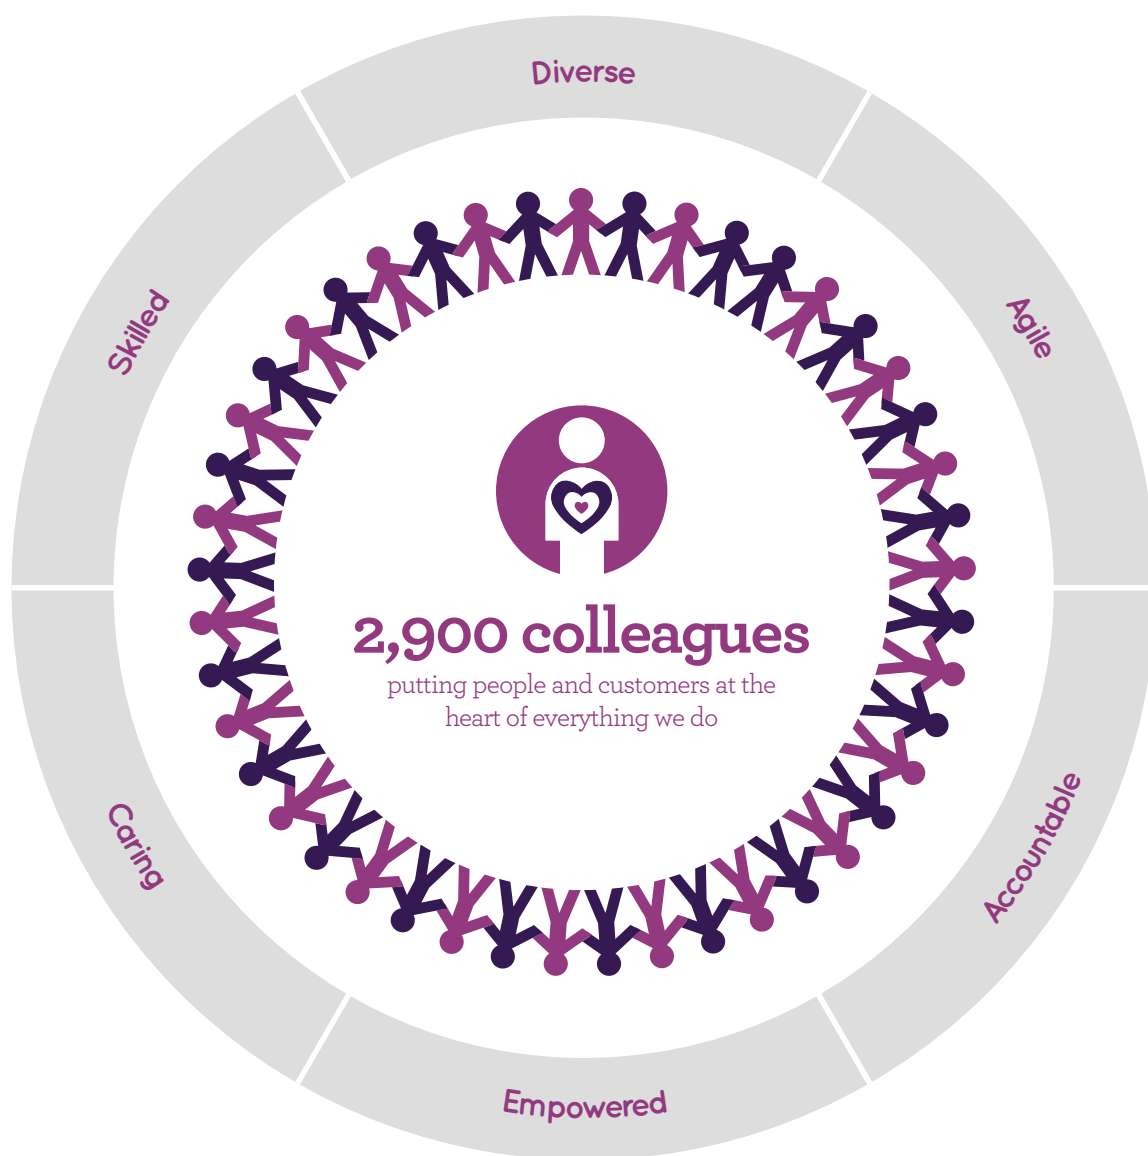 Diverse
Agile
Accountable
Empowered
Caring
Skilled
2,900 colleagues
putting people and customers at the
heart of everything we do